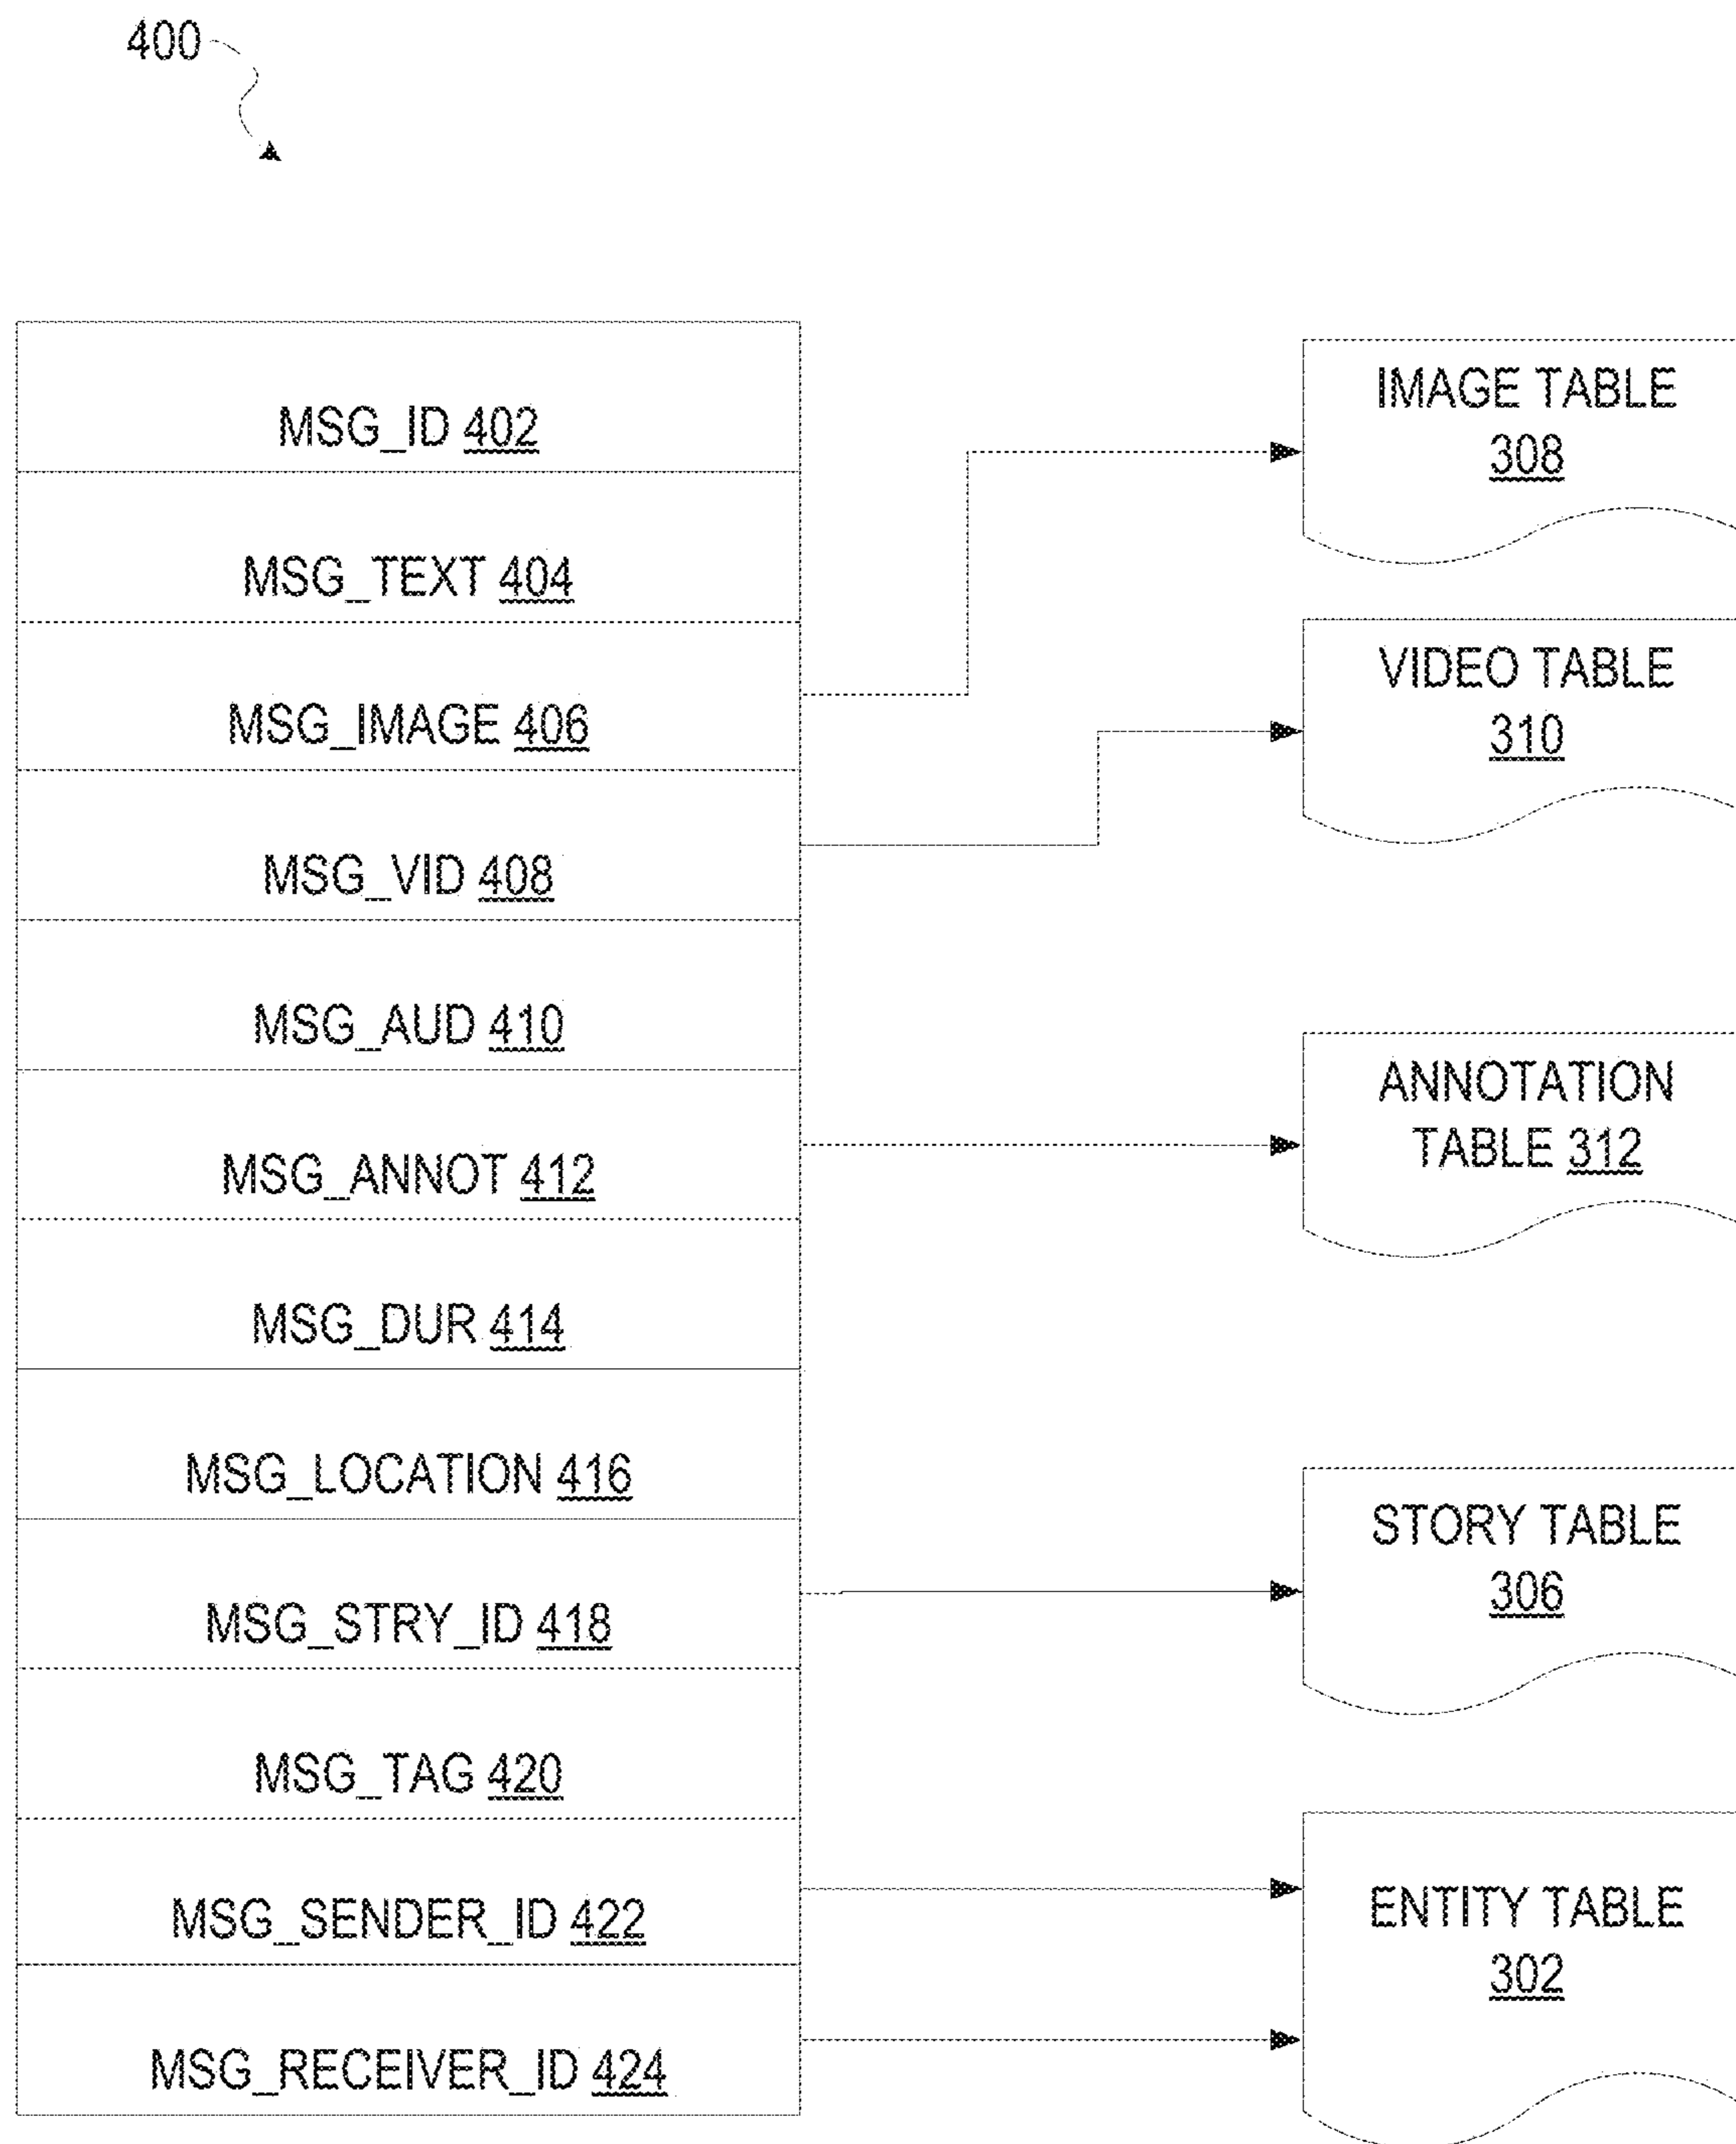 400
MSG_ID 402
MSG_TEXT 404
MSG_IMAGE 406
MSG_VID 408
MSG_AUD 410
MSG_ANNOT 412
MSG_DUR 414
MSG_LOCATION 416
MSG_STRY_ID 418
MSG_TAG 420
MSG_SENDER_ID 422
MSG_RECEIVER_ID 424
IMAGE TABLE
308
VIDEO TABLE
310
ANNOTATION
TABLE 312
STORY TABLE
306
ENTITY TABLE
302